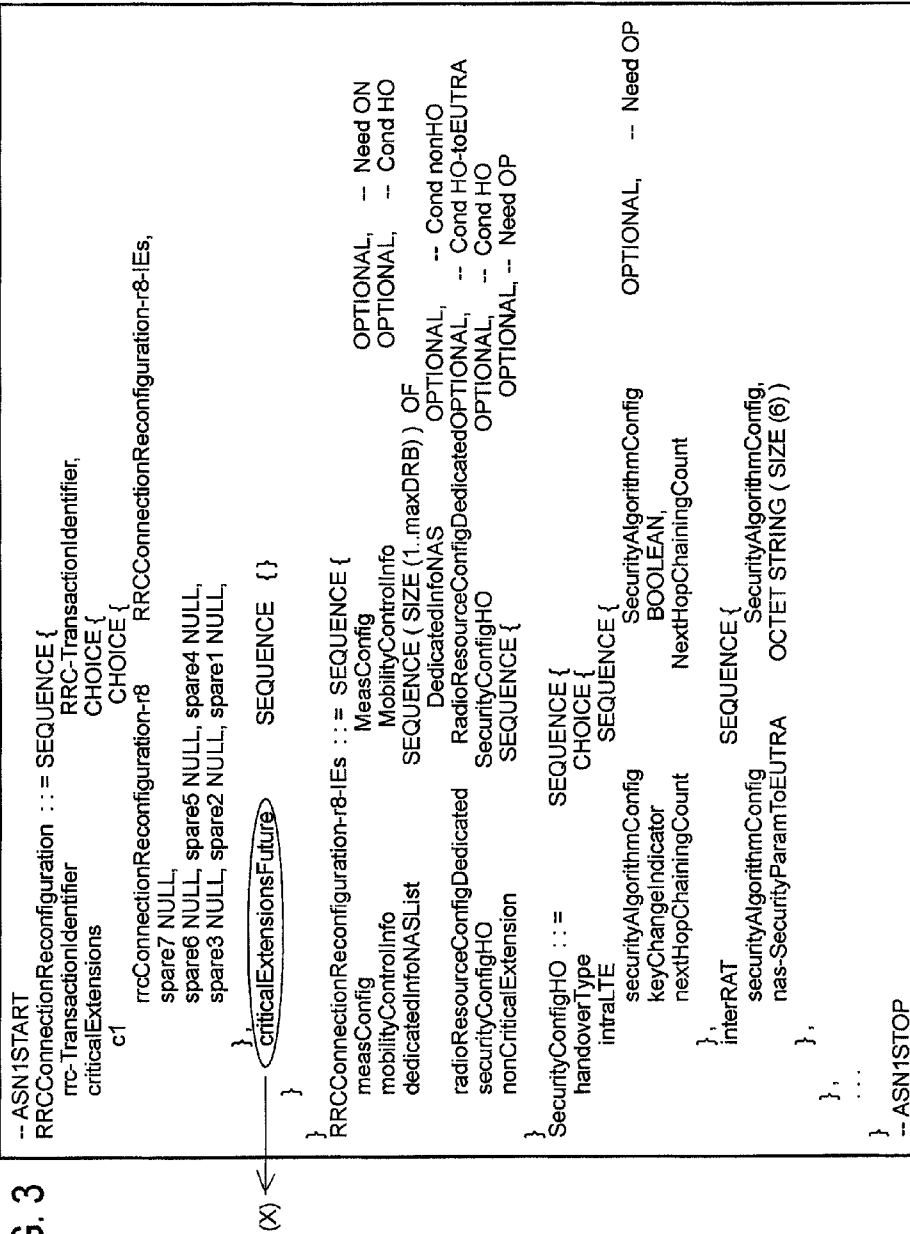 G. 3
-- ASN1START
RRCConnectionReconfiguration : : = SEQUENCE {
rrc-TransactionIdentifier RRC-TransactionIdentifier,
criticalExtensions CHOICE {
c1 CHOICE {
rrcConnectionReconfiguration-r8 RRCConnectionReconfiguration-r8-IEs,
spare7 NULL,
spare6 NULL, spare5 NULL, spare4 NULL,
spare3 NULL, spare2 NULL, spare1 NULL,
},
(X) criticalExtensionsFuture SEQUENCE {}
}
}
RRCConnectionReconfiguration-r8-IEs : : = SEQUENCE {
measConfig MeasConfig OPTIONAL, -- Need ON
mobilityControlInfo MobilityControlInfo OPTIONAL, -- Cond HO
dedicatedInfoNASList SEQUENCE ( SIZE (1..maxDRB) ) OF
DedicatedInfoNAS OPTIONAL, -- Cond nonHO
radioResourceConfigDedicated RadioResourceConfigDedicatedOPTIONAL, -- Cond HO-toEUTRA
securityConfigHO SecurityConfigHO OPTIONAL, -- Cond HO
nonCriticalExtension SEQUENCE { OPTIONAL, -- Need OP
}
SecurityConfigHO : : = SEQUENCE {
handoverType CHOICE {
intraLTE SEQUENCE {
securityAlgorithmConfig SecurityAlgorithmConfig OPTIONAL, -- Need OP
keyChangeIndicator BOOLEAN,
nextHopChainingCount NextHopChainingCount
},
interRAT SEQUENCE {
securityAlgorithmConfig SecurityAlgorithmConfig,
nas-SecurityParamToEUTRA OCTET STRING ( SIZE (6) )
}
},
. . .
}
-- ASN1STOP